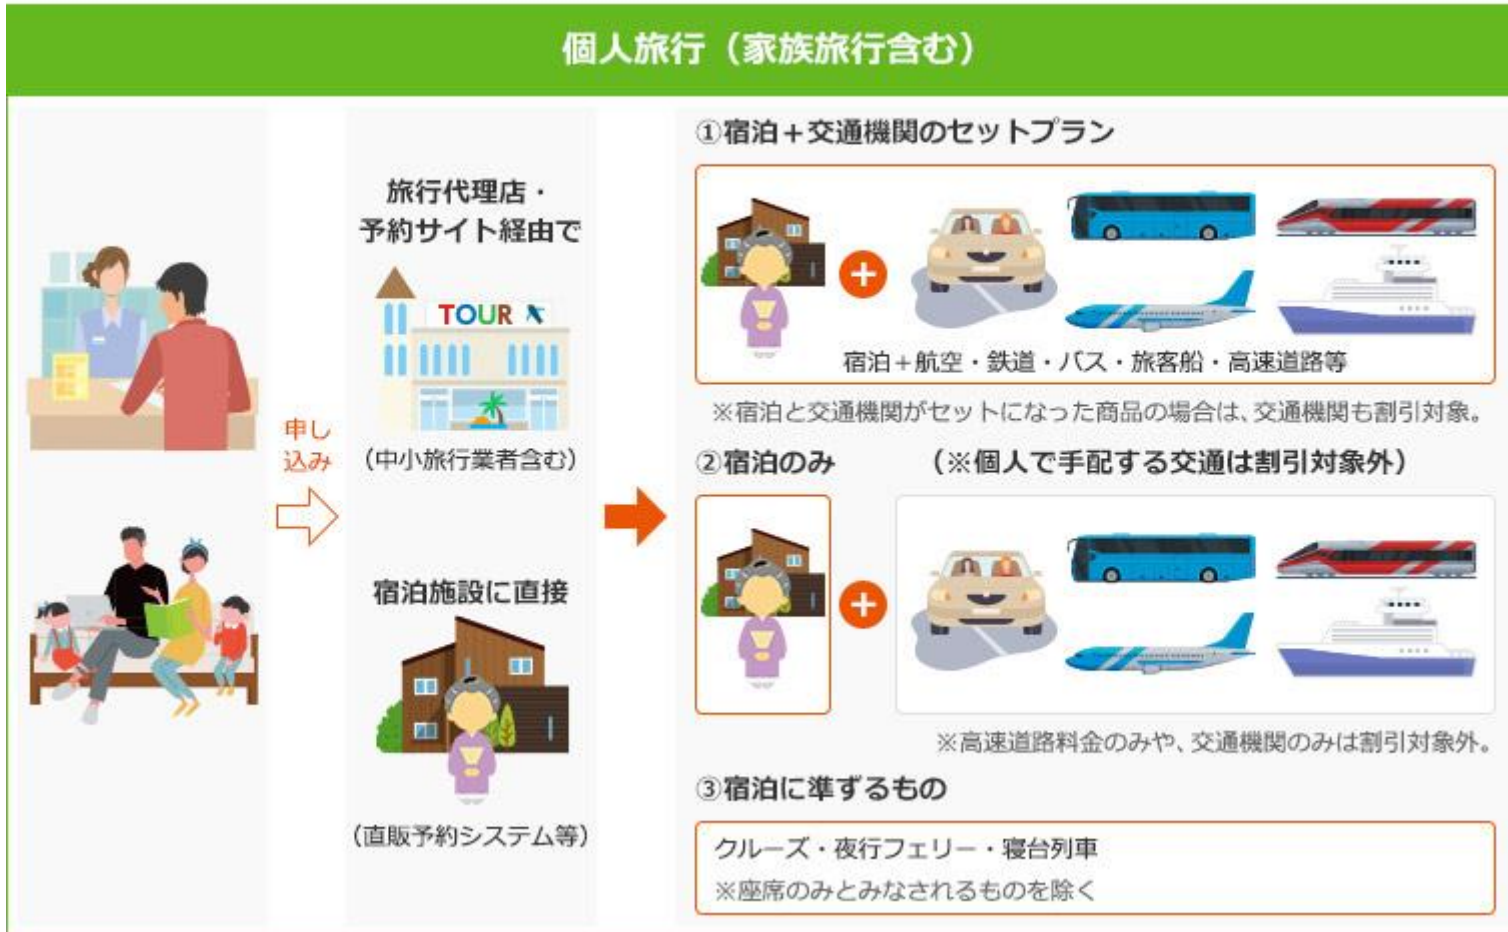 個人旅行（家族旅行含む）
旅行代理店・
予約サイト経由で
TOUR
（中小旅行業者含む）
申し
込み
宿泊施設に直接
（直販予約システム等）
①宿泊＋交通機関のセットプラン
宿泊＋航空・鉄道・バス・旅客船・高速道路等
※宿泊と交通機関がセットになった商品の場合は、交通機関も割引対象。
②宿泊のみ （※個人で手配する交通は割引対象外）
※高速道路料金のみや、交通機関のみは割引対象外。
③宿泊に準ずるもの
クルーズ・夜行フェリー・寝台列車
※座席のみとみなされるものを除く